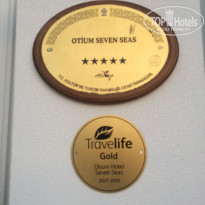 TopHotels
OTIUM SEVEN SEAS
★★★★★
Travelife
Gold
Otium Hotel
Seven Seas